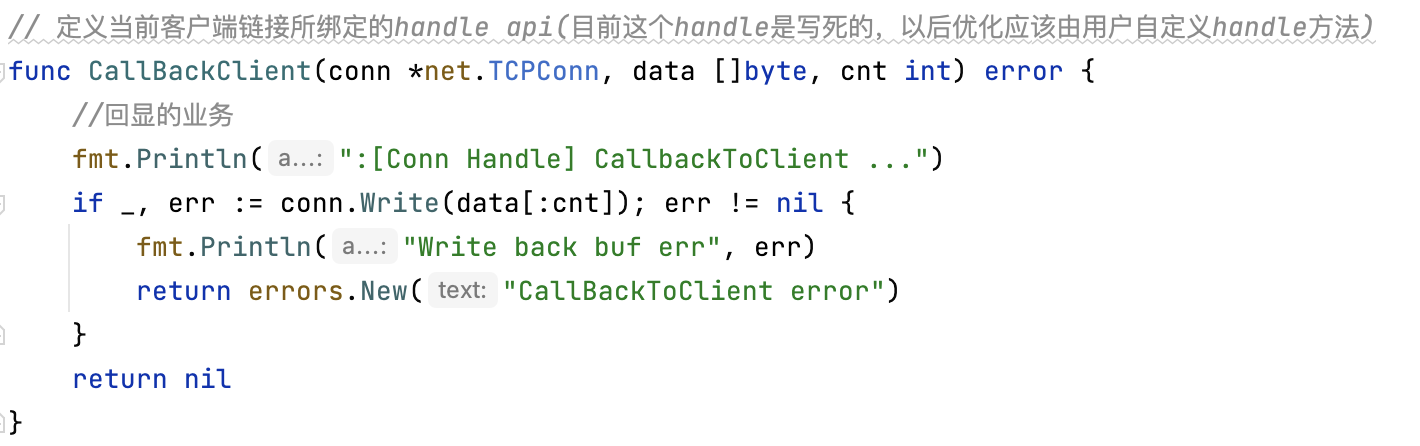 // 定义当前客户端链接所绑定的handle api(目前这个handle是写死的，以后优化应该由用户自定义handle方法)
func CallBackClient(conn *net.TCPConn, data []byte, cnt int) error {
    //回显的业务
    fmt.Println( a...: ":[Conn Handle] CallbackToClient ...")
    if _, err := conn.Write(data[:cnt]); err != nil {
        fmt.Println( a...: "Write back buf err", err)
        return errors.New( text: "CallBackToClient error")
    }
    return nil
}